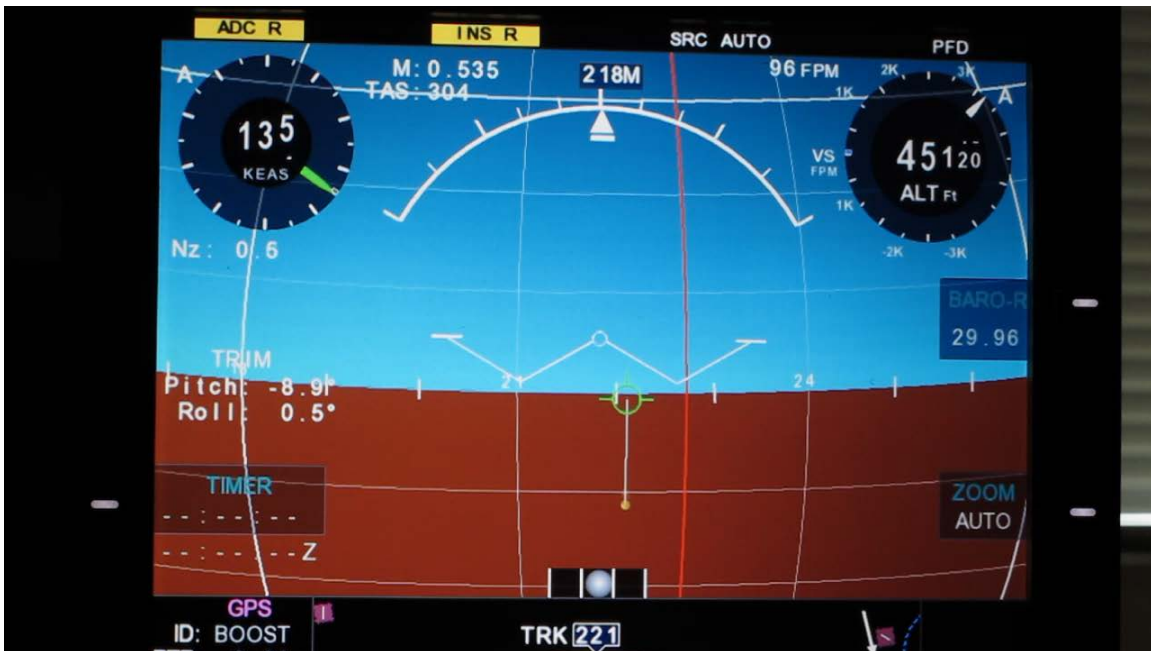 ADC R
INS R
SRC AUTO
PFD
A
M: 0.535
TAS: 304
218M
96 FPM
2K
3K
1K
A
135
KEAS
VS
FPM
45120
ALT Ft
1K
-2K
-3K
Nz: 0.6
BARO-R
29.96
TRIM
Pitch: -8.9°
Roll: 0.5°
21
24
TIMER
--:--:--
--:--:--Z
ZOOM
AUTO
GPS
ID: BOOST
TRK 221